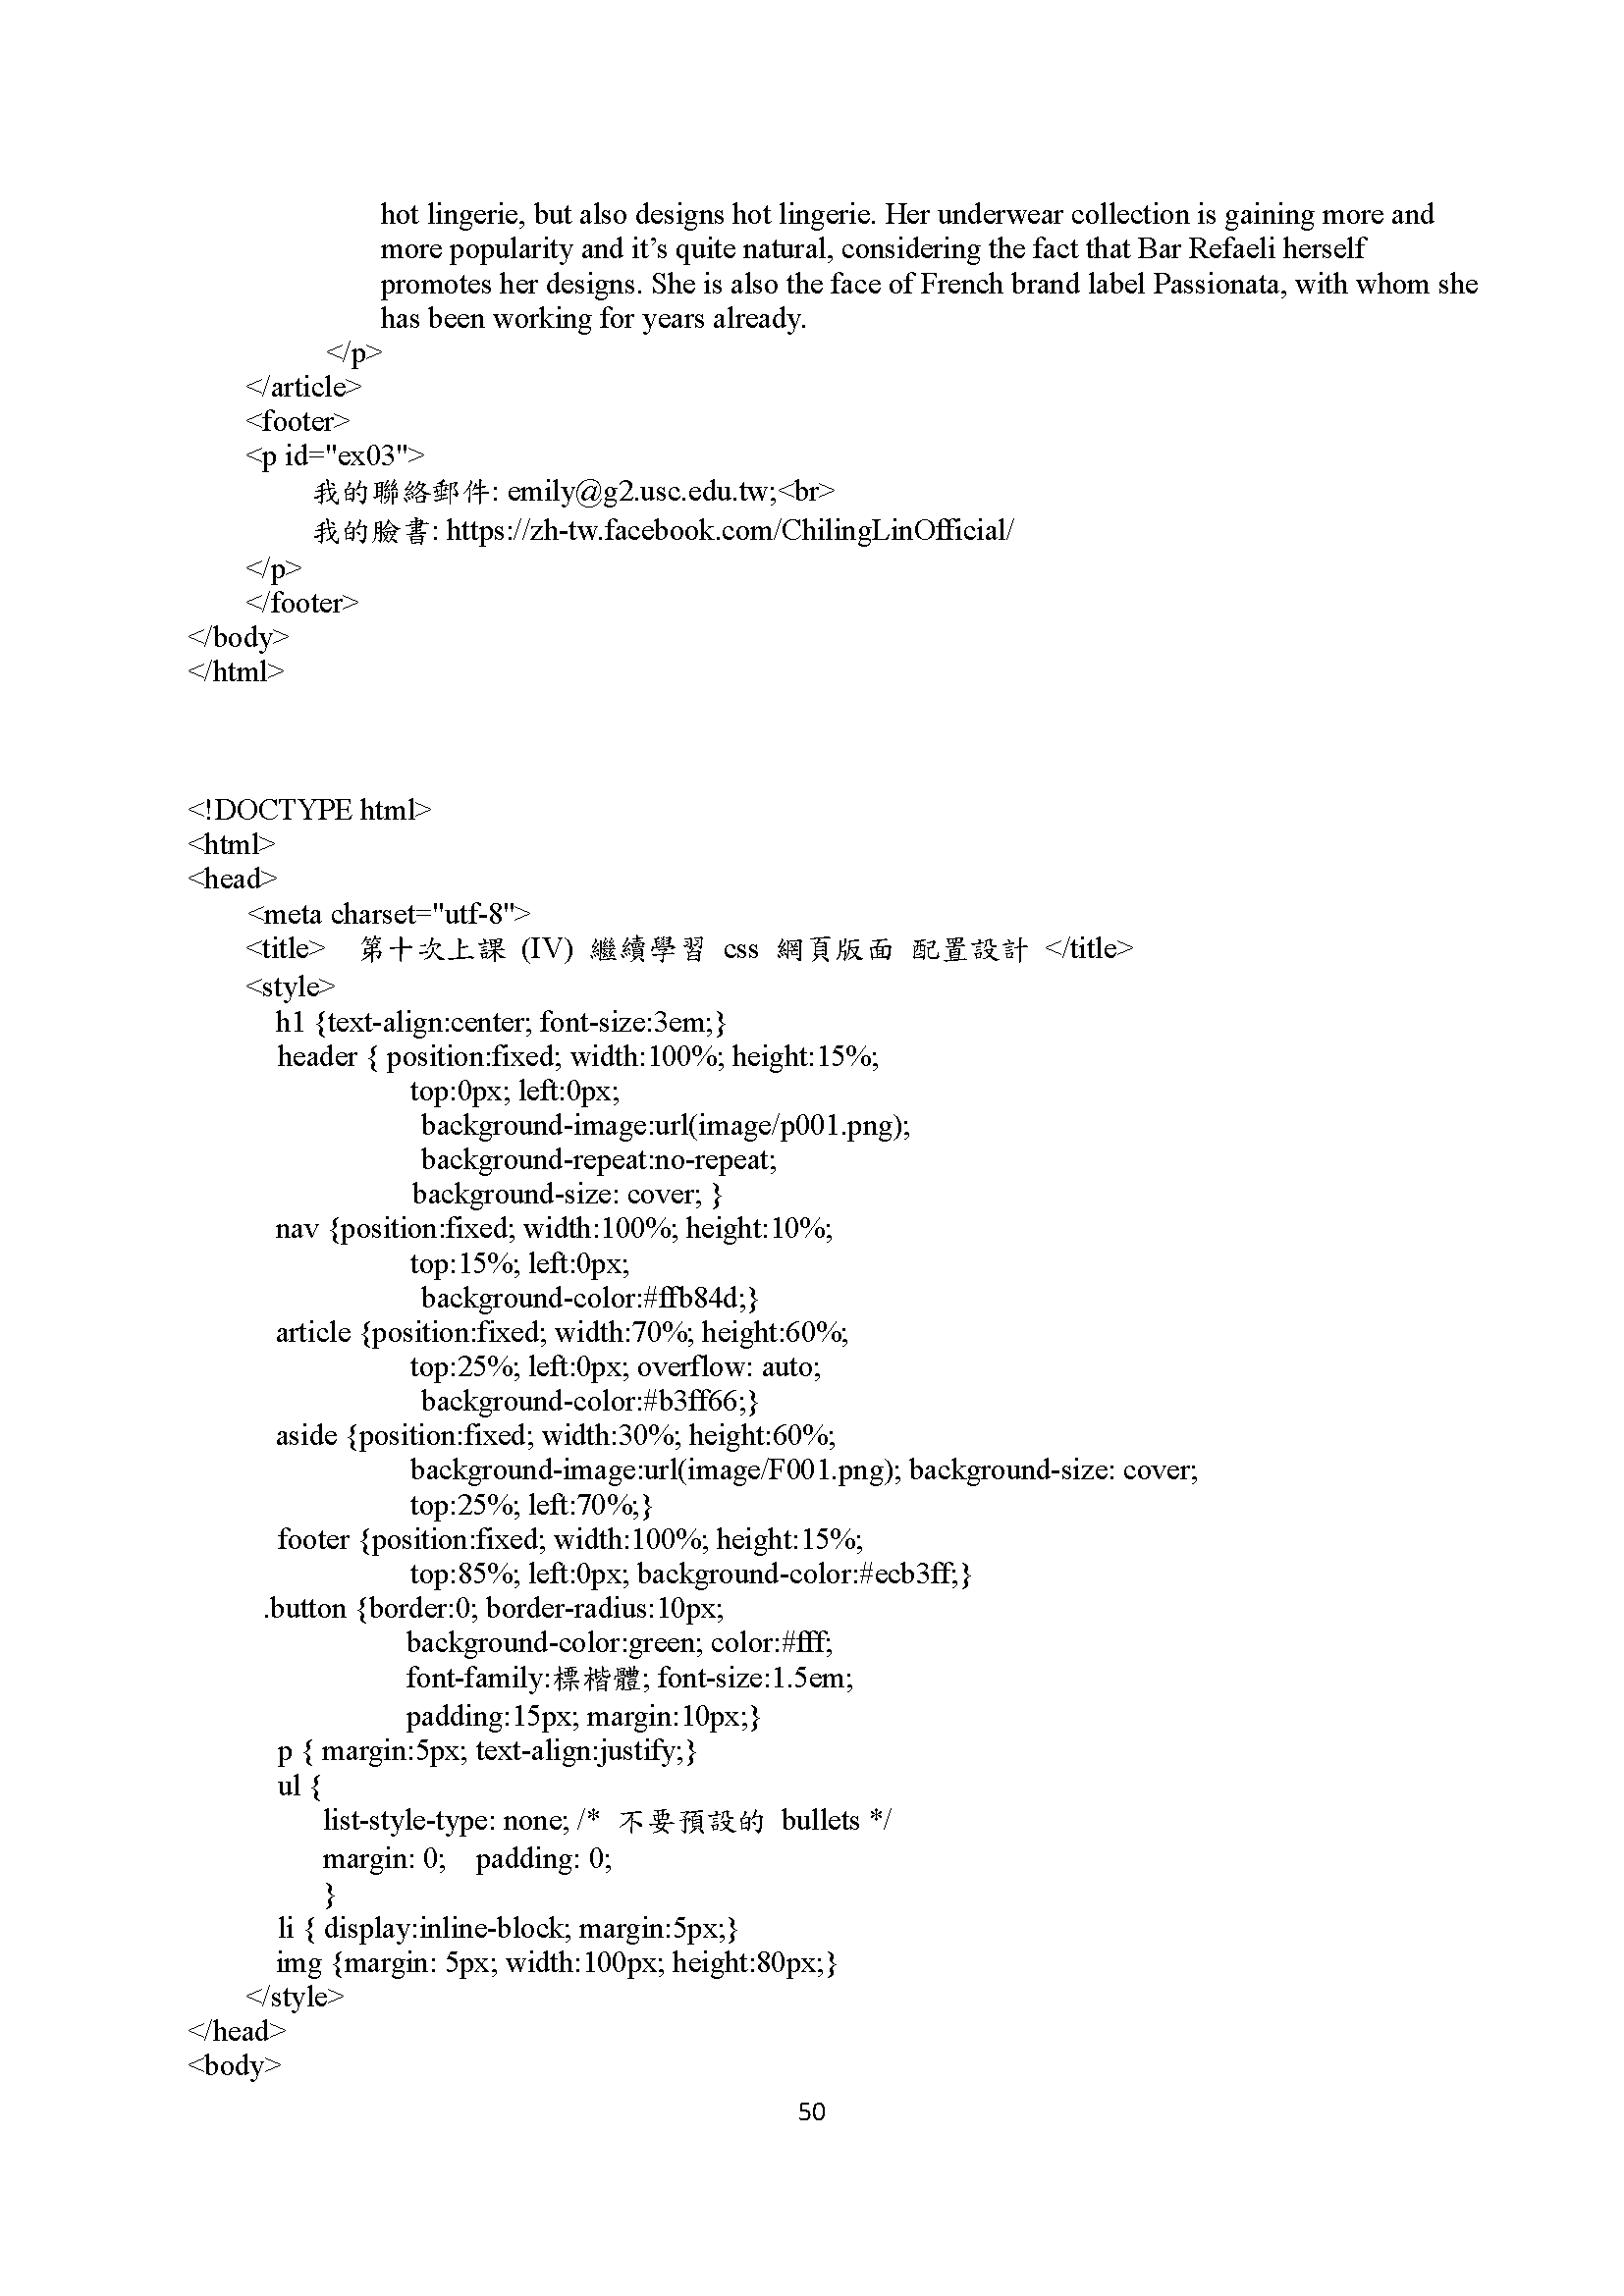 hot lingerie, but also designs hot lingerie. Her underwear collection is gaining more and
more popularity and it’s quite natural, considering the fact that Bar Refaeli herself
promotes her designs. She is also the face of French brand label Passionata, with whom she
has been working for years already.
</p>
</article>
<footer>
<p id="ex03">
我的聯絡郵件: emily@g2.usc.edu.tw;<br>
我的臉書: https://zh-tw.facebook.com/ChilingLinOfficial/
</p>
</footer>
</body>
</html>
<!DOCTYPE html>
<html>
<head>
<meta charset="utf-8">
<title> 第十次上課 (IV) 繼續學習 css 網頁版面 配置設計 </title>
<style>
h1 {text-align:center; font-size:3em;}
header { position:fixed; width:100%; height:15%;
top:0px; left:0px;
background-image:url(image/p001.png);
background-repeat:no-repeat;
background-size: cover; }
nav {position:fixed; width:100%; height:10%;
top:15%; left:0px;
background-color:#ffb84d;}
article {position:fixed; width:70%; height:60%;
top:25%; left:0px; overflow: auto;
background-color:#b3ff66;}
aside {position:fixed; width:30%; height:60%;
background-image:url(image/F001.png); background-size: cover;
top:25%; left:70%;}
footer {position:fixed; width:100%; height:15%;
top:85%; left:0px; background-color:#ecb3ff;}
.button {border:0; border-radius:10px;
background-color:green; color:#fff;
font-family:標楷體; font-size:1.5em;
padding:15px; margin:10px;}
p { margin:5px; text-align:justify;}
ul {
list-style-type: none; /* 不要預設的 bullets */
margin: 0; padding: 0;
}
li { display:inline-block; margin:5px;}
img {margin: 5px; width:100px; height:80px;}
</style>
</head>
<body>
50